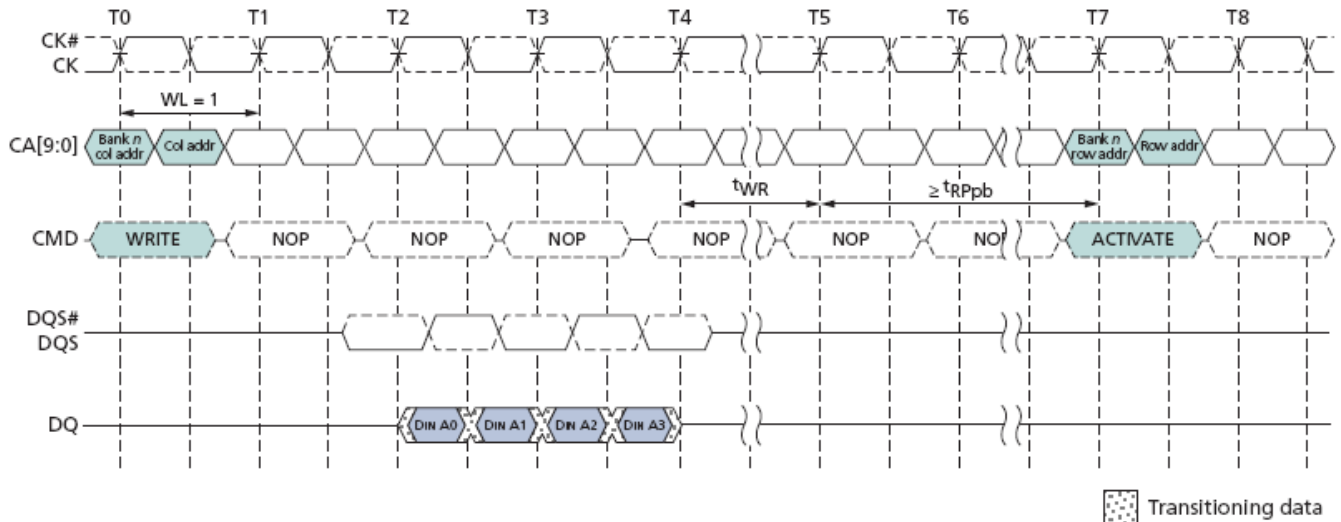 T0 T1 T2 T3 T4 T5 T6 T7 T8
CK#
CK
WL = 1
CA[9:0] Bank n col addr Col addr Bank n row addr Row addr
tWR ≥ tRPpb
CMD WRITE NOP NOP NOP NOP NOP NOP ACTIVATE NOP
DQS#
DQS
DQ DIN A0 DIN A1 DIN A2 DIN A3
Transitioning data